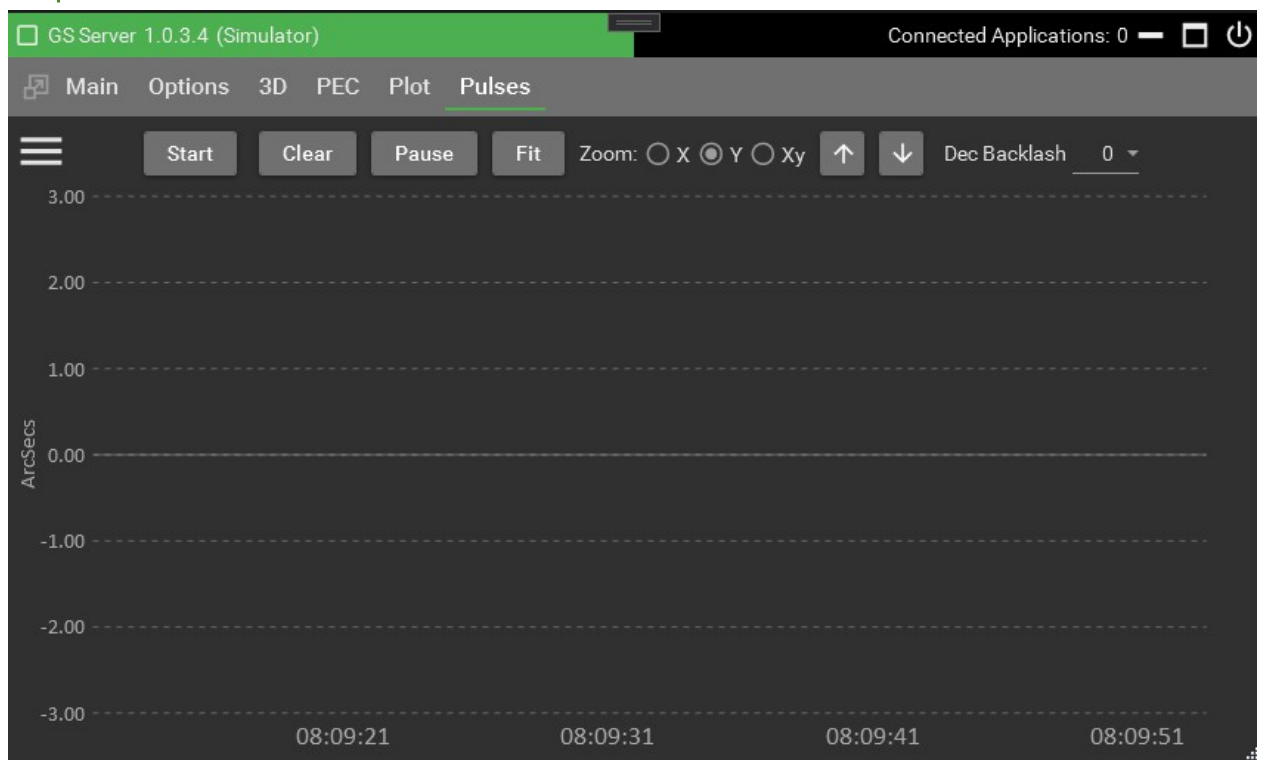 GS Server 1.0.3.4 (Simulator) Connected Applications: 0
Main Options 3D PEC Plot Pulses
Start Clear Pause Fit Zoom: X Y Xy Dec Backlash 0
3.00
2.00
1.00
ArcSecs
0.00
-1.00
-2.00
-3.00
08:09:21 08:09:31 08:09:41 08:09:51